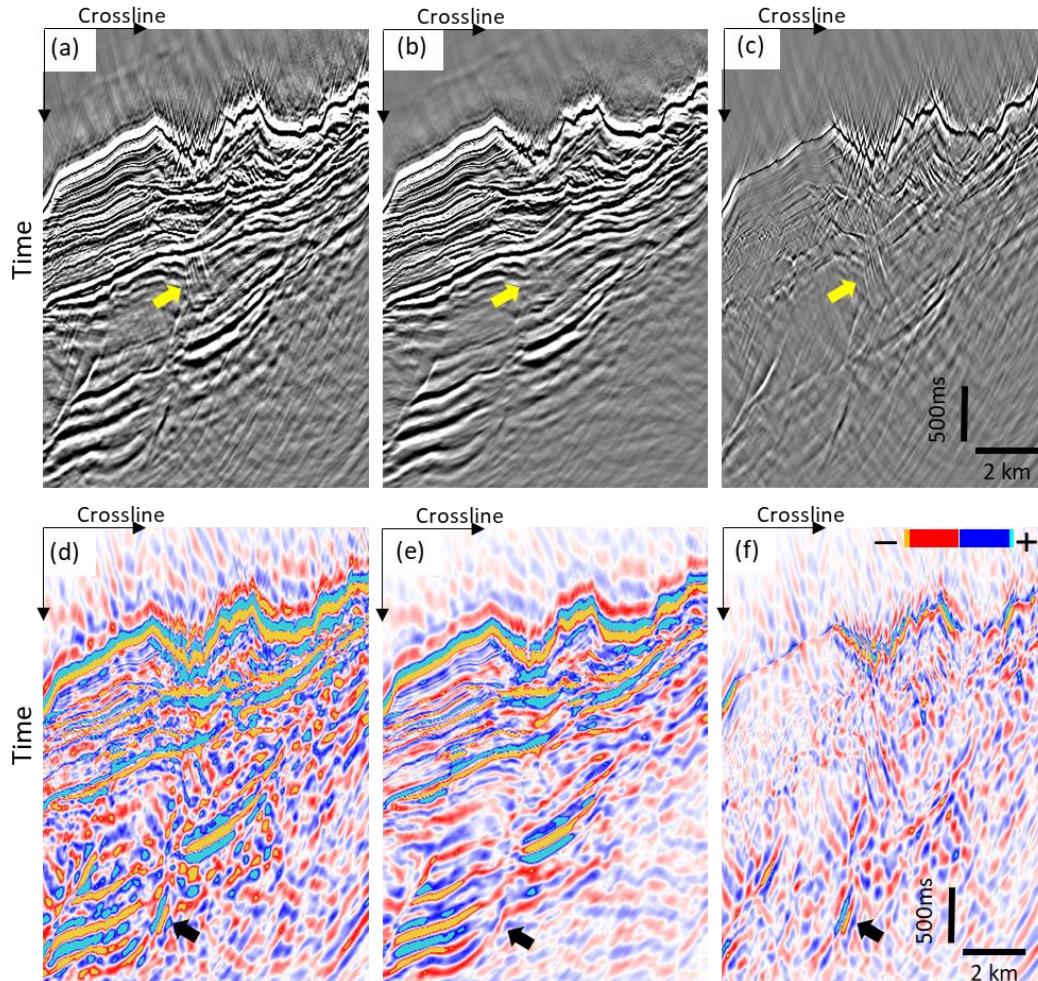 Crossline
Crossline
Crossline
(a)
(b)
(c)
Time
500ms
2 km
Crossline
Crossline
Crossline
(d)
(e)
(f)
− +
Time
500ms
2 km